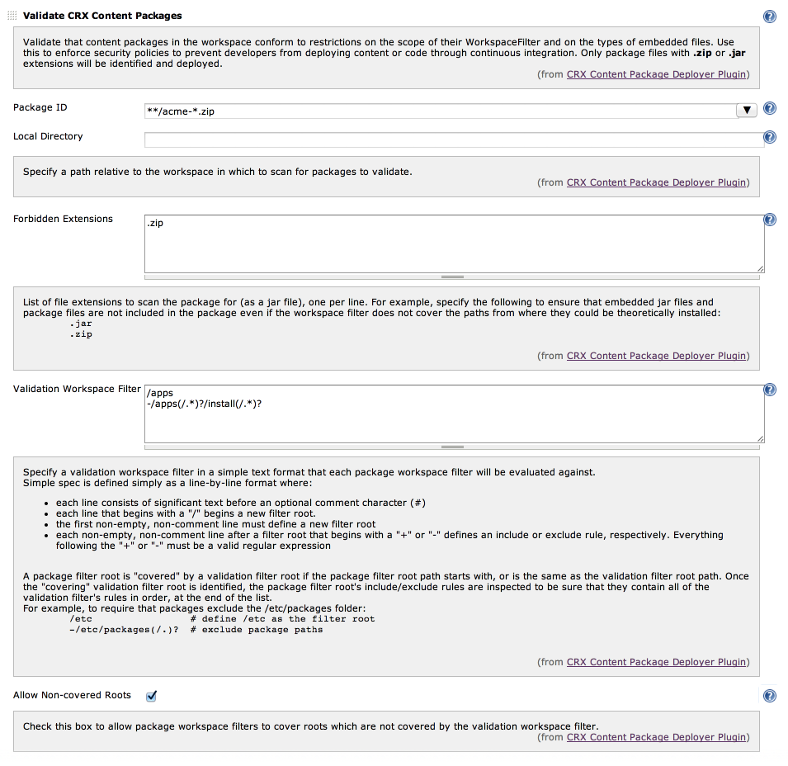 Validate CRX Content Packages
Validate that content packages in the workspace conform to restrictions on the scope of their WorkspaceFilter and on the types of embedded files. Use
this to enforce security policies to prevent developers from deploying content or code through continuous integration. Only package files with .zip or .jar
extensions will be identified and deployed.
(from CRX Content Package Deployer Plugin)
Package ID
**/acme-*.zip
Local Directory
Specify a path relative to the workspace in which to scan for packages to validate.
(from CRX Content Package Deployer Plugin)
Forbidden Extensions
.zip
List of file extensions to scan the package for (as a jar file), one per line. For example, specify the following to ensure that embedded jar files and
package files are not included in the package even if the workspace filter does not cover the paths from where they could be theoretically installed:
.jar
.zip
(from CRX Content Package Deployer Plugin)
Validation Workspace Filter
/apps
-/apps(/.*)?/install(/.*)?
Specify a validation workspace filter in a simple text format that each package workspace filter will be evaluated against.
Simple spec is defined simply as a line-by-line format where:
• each line consists of significant text before an optional comment character (#)
• each line that begins with a "/" begins a new filter root.
• the first non-empty, non-comment line must define a new filter root
• each non-empty, non-comment line after a filter root that begins with a "+" or "-" defines an include or exclude rule, respectively. Everything
following the "+" or "-" must be a valid regular expression
A package filter root is "covered" by a validation filter root if the package filter root path starts with, or is the same as the validation filter root path. Once
the "covering" validation filter root is identified, the package filter root's include/exclude rules are inspected to be sure that they contain all of the
validation filter's rules in order, at the end of the list.
For example, to require that packages exclude the /etc/packages folder:
/etc # define /etc as the filter root
-/etc/packages(/.)? # exclude package paths
(from CRX Content Package Deployer Plugin)
Allow Non-covered Roots
Check this box to allow package workspace filters to cover roots which are not covered by the validation workspace filter.
(from CRX Content Package Deployer Plugin)